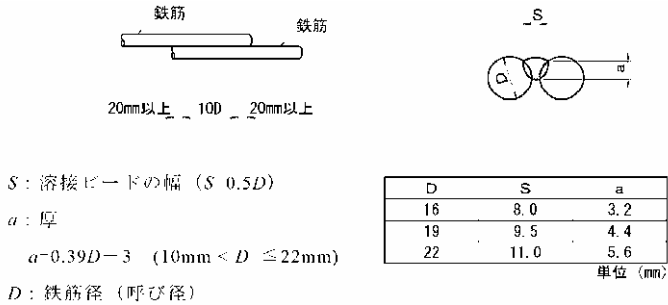 鉄筋
鉄筋
20mm以上 10D 20mm以上
S
D
a
S：溶接ビードの幅（S 0.5D）
a：厚
a=0.39D−3 (10mm < D ≦22mm)
D：鉄筋径（呼び径）
D S a
16 8.0 3.2
19 9.5 4.4
22 11.0 5.6
単位 (mm)